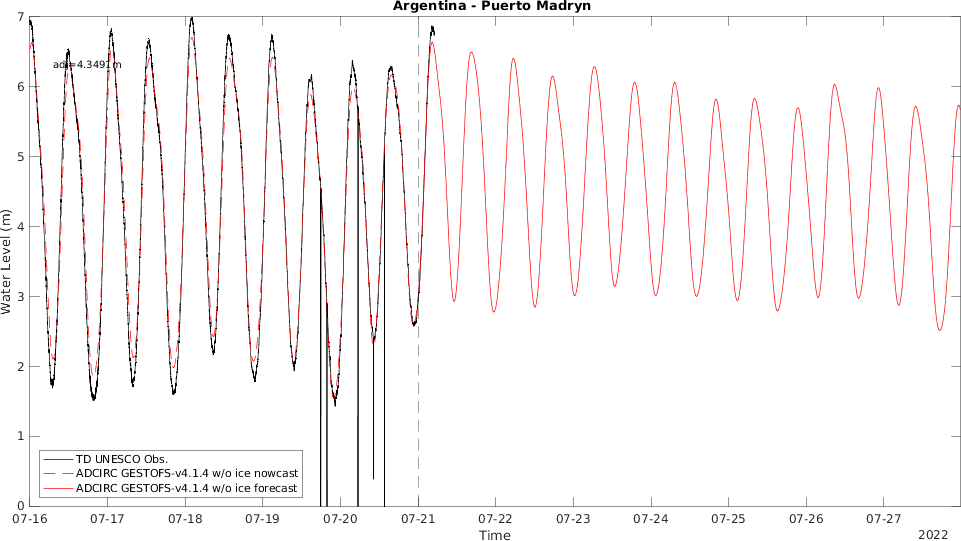 Argentina - Puerto Madryn
7
6
5
4
3
2
1
0
Water Level (m)
adj=4.3491 m
TD UNESCO Obs.
ADCIRC GESTOFS-v4.1.4 w/o ice nowcast
ADCIRC GESTOFS-v4.1.4 w/o ice forecast
07-16 07-17 07-18 07-19 07-20 07-21 07-22 07-23 07-24 07-25 07-26 07-27
Time
2022